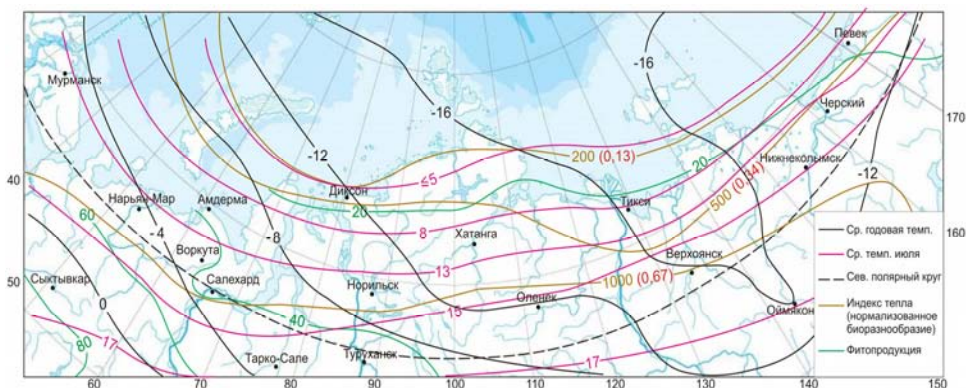 Мурманск
Певек
-16
-16
Черский
170
-12
200 (0,13)
20
Нижнеколымск
-12
40
≤5
500 (0,34)
Диксон
20
Нарьян-Мар
Амдерма
60
Тикси
-4
-8
8
Хатанга
160
Воркута
13
Верхоянск
Сыктывкар
50
Салехард
Норильск
1000 (0,67)
0
40
15
Оленек
Оймякон
80
17
Тарко-Сале
Туруханск
17
Ср. годовая темп.
Ср. темп. июля
Сев. полярный круг
Индекс тепла
(нормализованное
биоразнообразие)
Фитопродукция
60
70
80
90
100
110
120
130
140
150